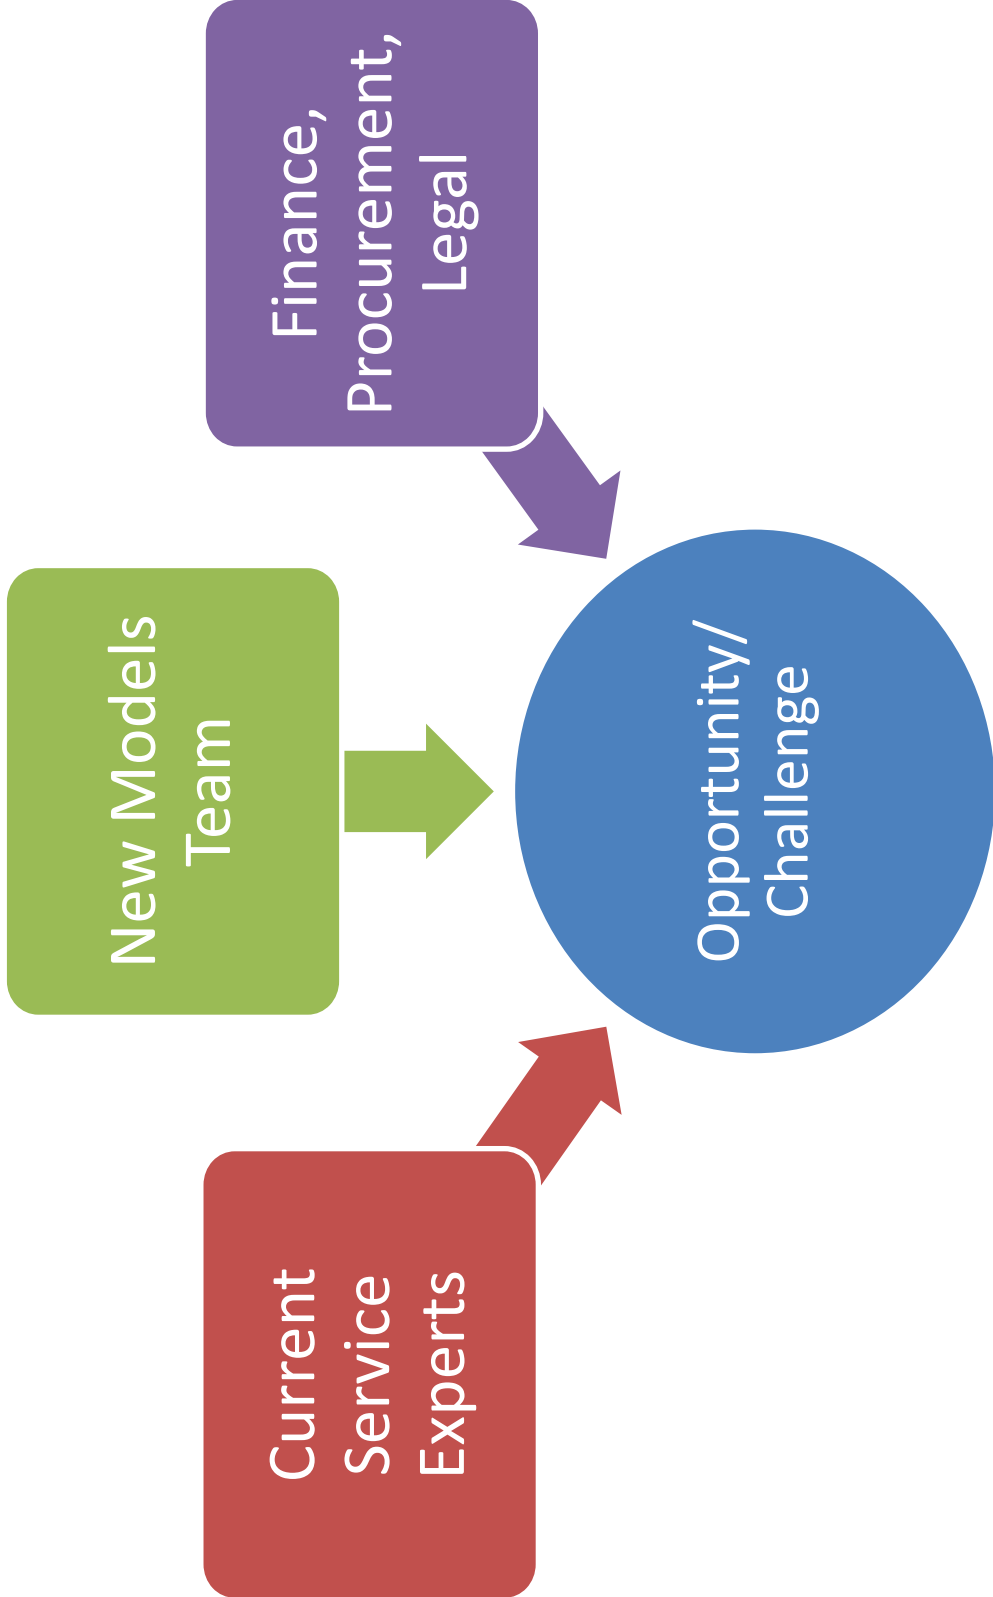 Current
Service
Experts
New Models
Team
Finance,
Procurement,
Legal
Opportunity/
Challenge